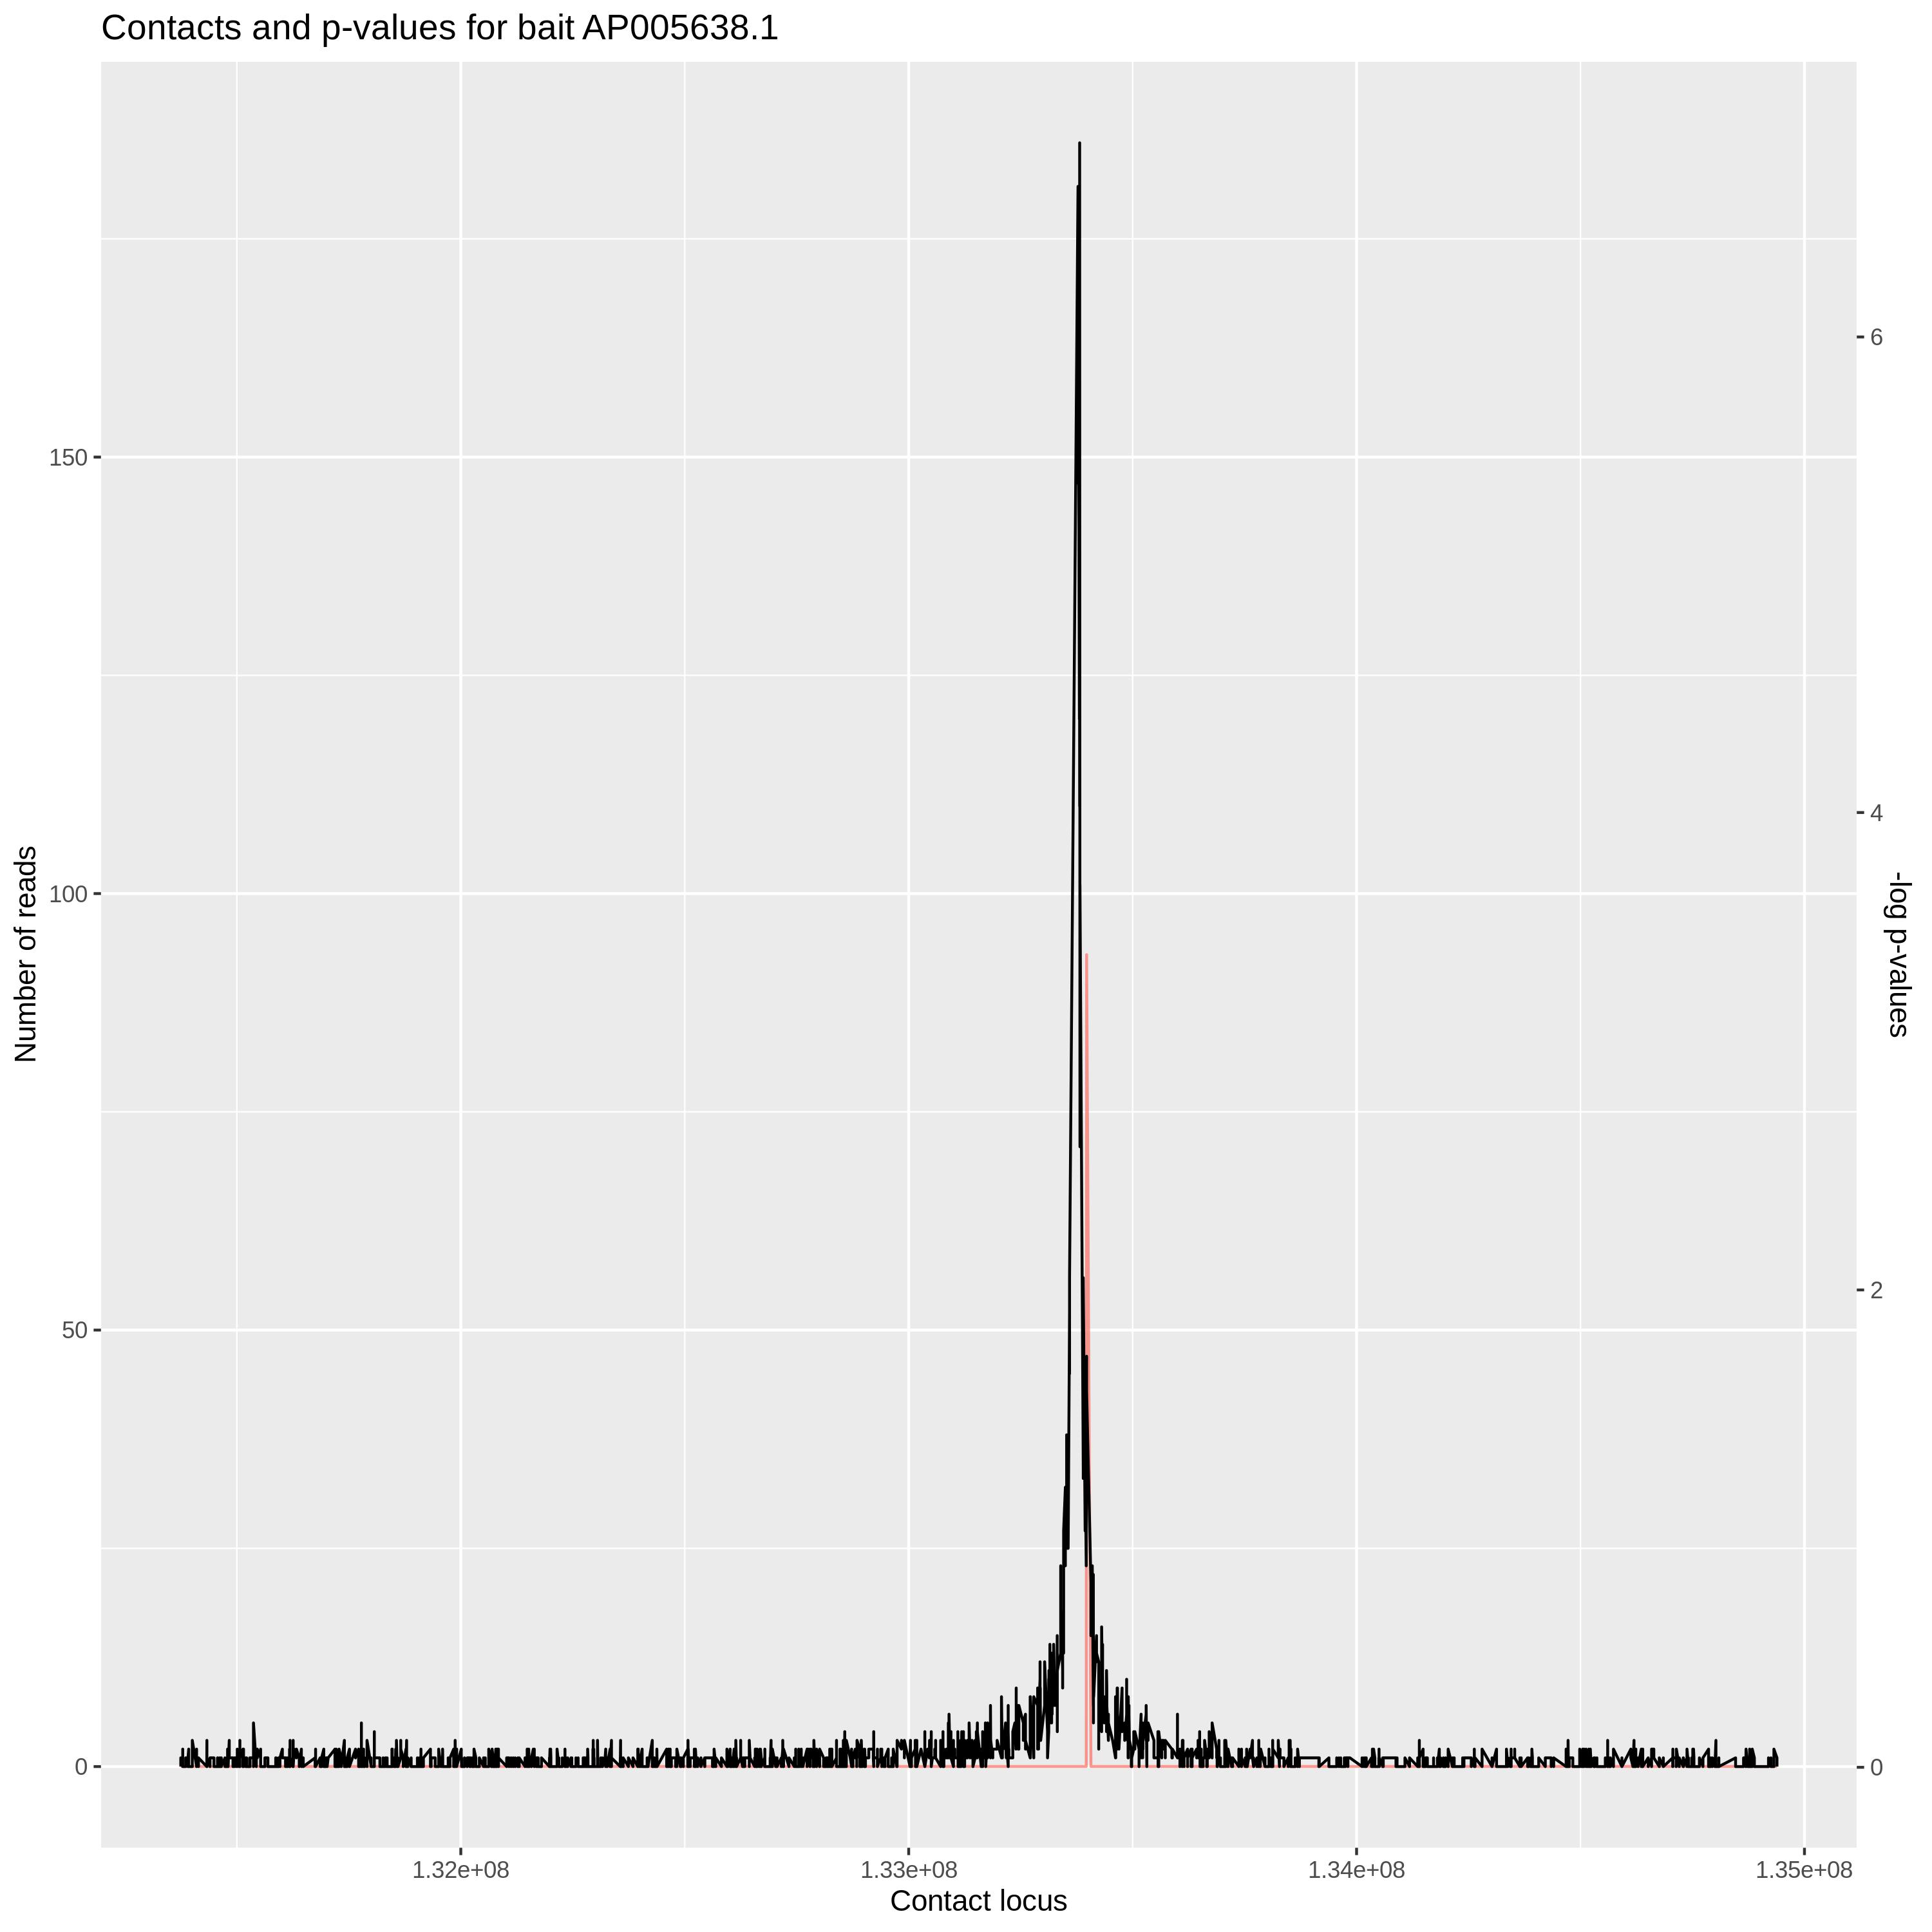 Contacts and p-values for bait AP005638.1
150
100
50
0
6
4
2
0
Number of reads
-log p-values
1.32e+08 1.33e+08 1.34e+08 1.35e+08
Contact locus